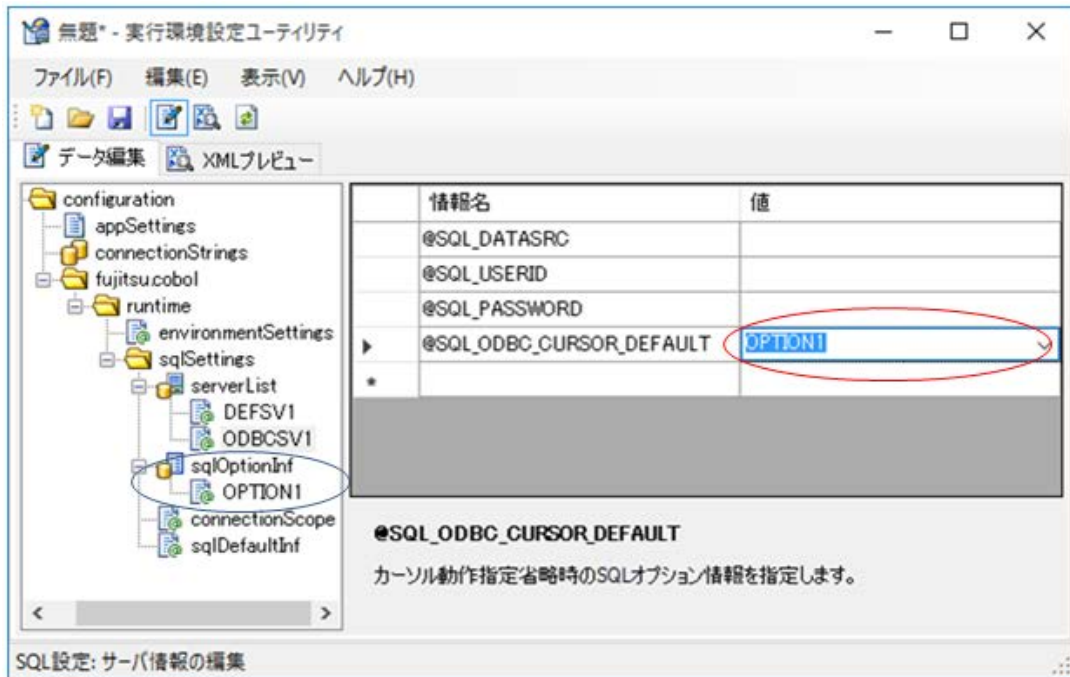 無題* - 実行環境設定ユーティリティ
ファイル(F) 編集(E) 表示(V) ヘルプ(H)
データ編集 XMLプレビュー
configuration
appSettings
connectionStrings
fujitsu.cobol
runtime
environmentSettings
sqlSettings
serverList
DEFSV1
ODBCSV1
sqlOptionInf
OPTION1
connectionScope
sqlDefaultInf
情報名 値
@SQL_DATASRC
@SQL_USERID
@SQL_PASSWORD
@SQL_ODBC_CURSOR_DEFAULT OPTION1
*
@SQL_ODBC_CURSOR_DEFAULT
カーソル動作指定省略時のSQLオプション情報を指定します。
SQL設定: サーバ情報の編集